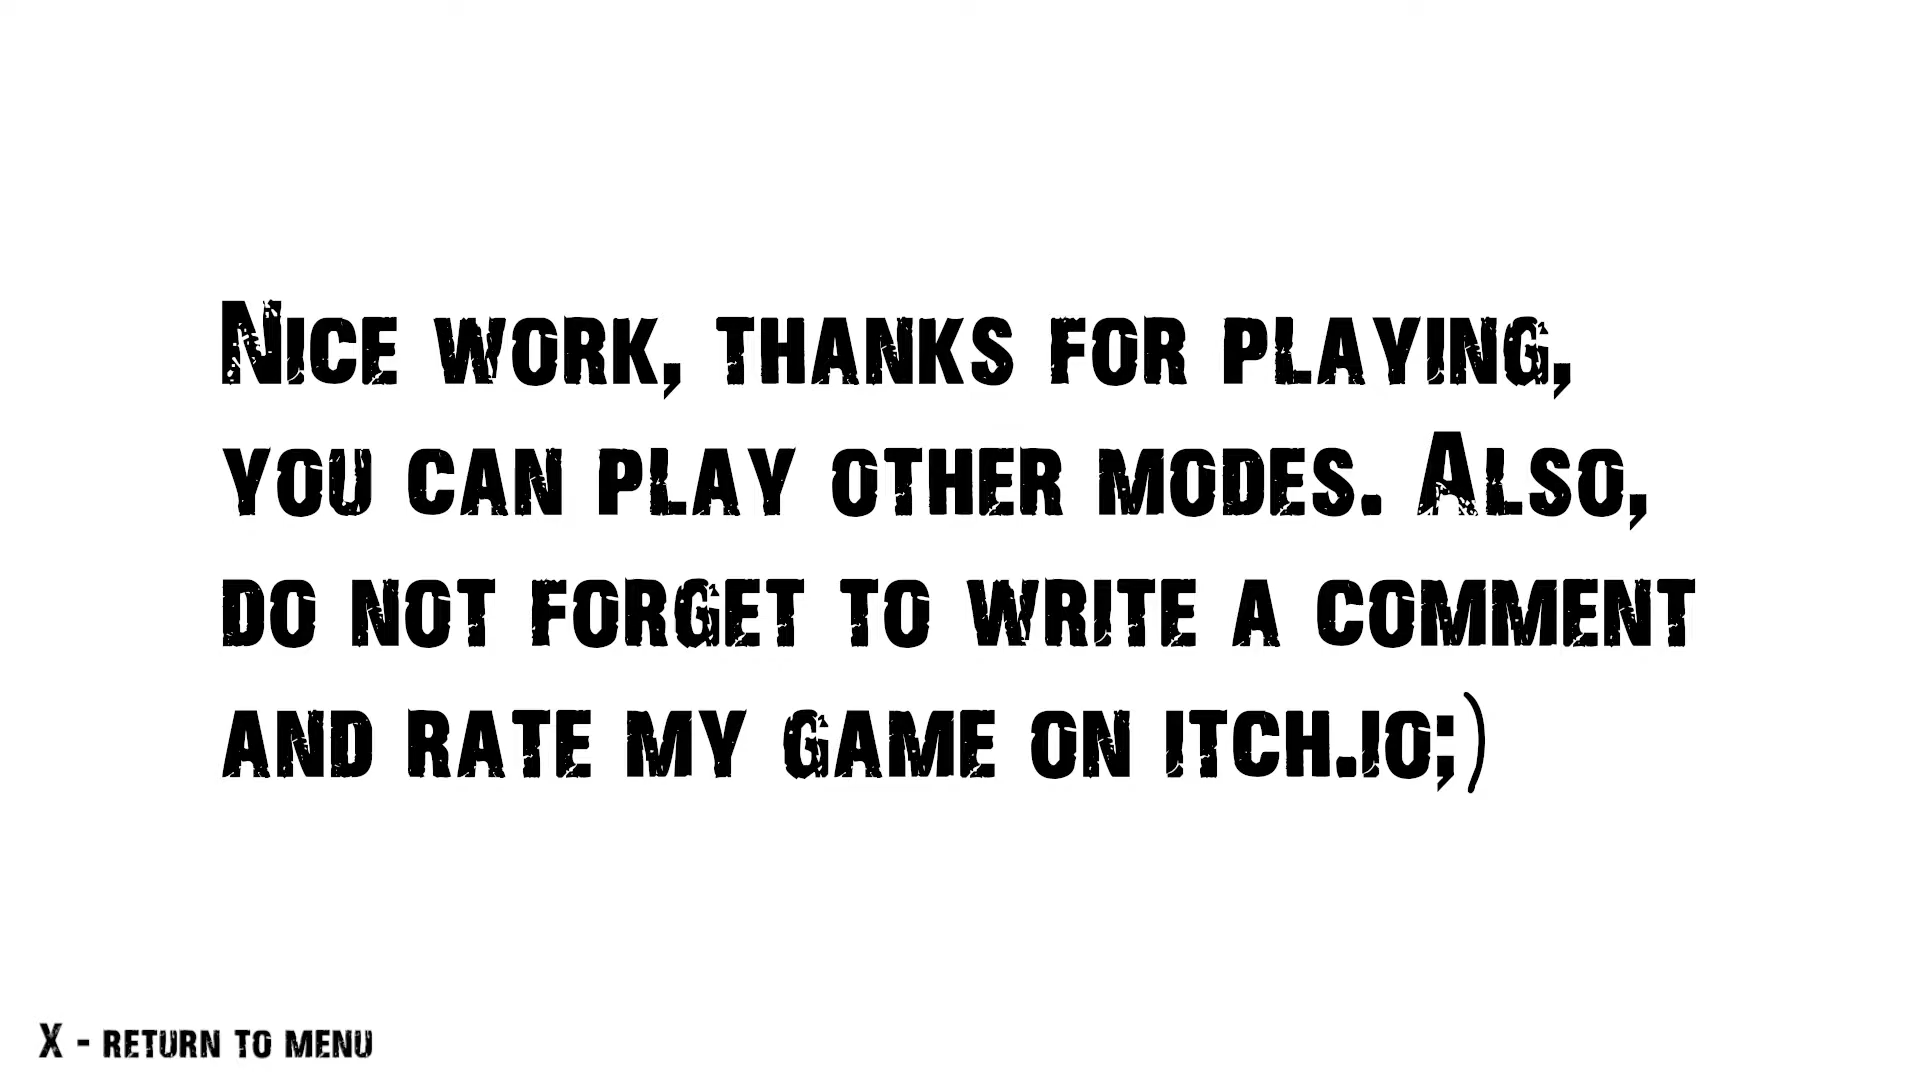 Nice work, thanks for playing,
you can play other modes. Also,
do not forget to write a comment
and rate my game on itch.io;)
X - return to menu